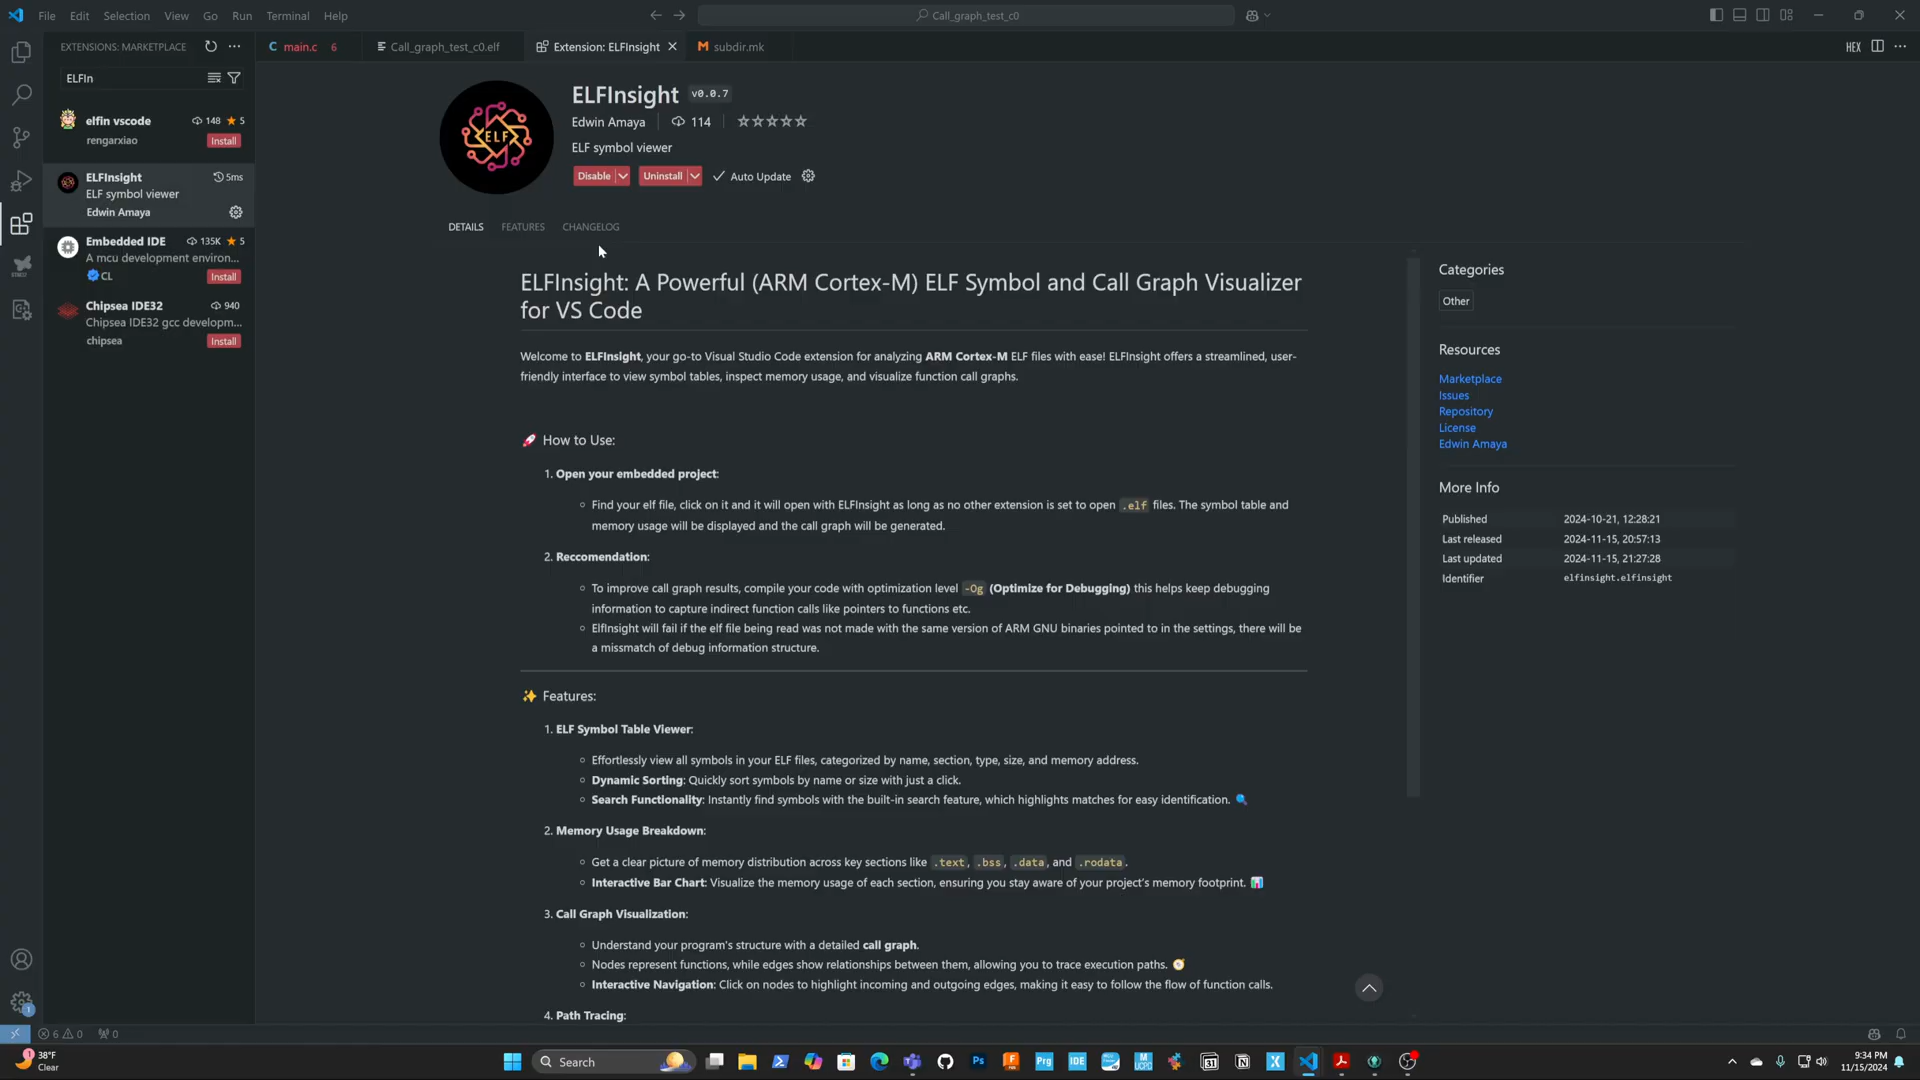 File Edit Selection View Go Run Terminal Help
Call_graph_test_c0
EXTENSIONS: MARKETPLACE
C main.c 6
Call_graph_test_c0.elf
Extension: ELFInsight
M subdir.mk
HEX
ELFIn
elfin vscode 148 5
rengarxiao Install
ELFInsight 5ms
ELF symbol viewer
Edwin Amaya
Embedded IDE 135K 5
A mcu development environ...
CL Install
Chipsea IDE32 940
Chipsea IDE32 gcc developm...
chipsea Install
ELF
ELFInsight v0.0.7
Edwin Amaya 114
ELF symbol viewer
Disable Uninstall Auto Update
DETAILS FEATURES CHANGELOG
ELFInsight: A Powerful (ARM Cortex-M) ELF Symbol and Call Graph Visualizer
for VS Code
Welcome to ELFInsight, your go-to Visual Studio Code extension for analyzing ARM Cortex-M ELF files with ease! ELFInsight offers a streamlined, user-
friendly interface to view symbol tables, inspect memory usage, and visualize function call graphs.
🚀 How to Use:
1. Open your embedded project:
Find your elf file, click on it and it will open with ELFInsight as long as no other extension is set to open .elf files. The symbol table and
memory usage will be displayed and the call graph will be generated.
2. Reccomendation:
To improve call graph results, compile your code with optimization level -Og (Optimize for Debugging) this helps keep debugging
information to capture indirect function calls like pointers to functions etc.
ElfInsight will fail if the elf file being read was not made with the same version of ARM GNU binaries pointed to in the settings, there will be
a missmatch of debug information structure.
✨ Features:
1. ELF Symbol Table Viewer:
Effortlessly view all symbols in your ELF files, categorized by name, section, type, size, and memory address.
Dynamic Sorting: Quickly sort symbols by name or size with just a click.
Search Functionality: Instantly find symbols with the built-in search feature, which highlights matches for easy identification. 🔍
2. Memory Usage Breakdown:
Get a clear picture of memory distribution across key sections like .text, .bss, .data, and .rodata.
Interactive Bar Chart: Visualize the memory usage of each section, ensuring you stay aware of your project's memory footprint. 📊
3. Call Graph Visualization:
Understand your program's structure with a detailed call graph.
Nodes represent functions, while edges show relationships between them, allowing you to trace execution paths. 🧭
Interactive Navigation: Click on nodes to highlight incoming and outgoing edges, making it easy to follow the flow of function calls.
4. Path Tracing:
Categories
Other
Resources
Marketplace
Issues
Repository
License
Edwin Amaya
More Info
Published 2024-10-21, 12:28:21
Last released 2024-11-15, 20:57:13
Last updated 2024-11-15, 21:27:28
Identifier elfinsight.elfinsight
6 0 0
1
38°F
Clear
Search
Ps
Prg
IDE
31
9:34 PM
11/15/2024